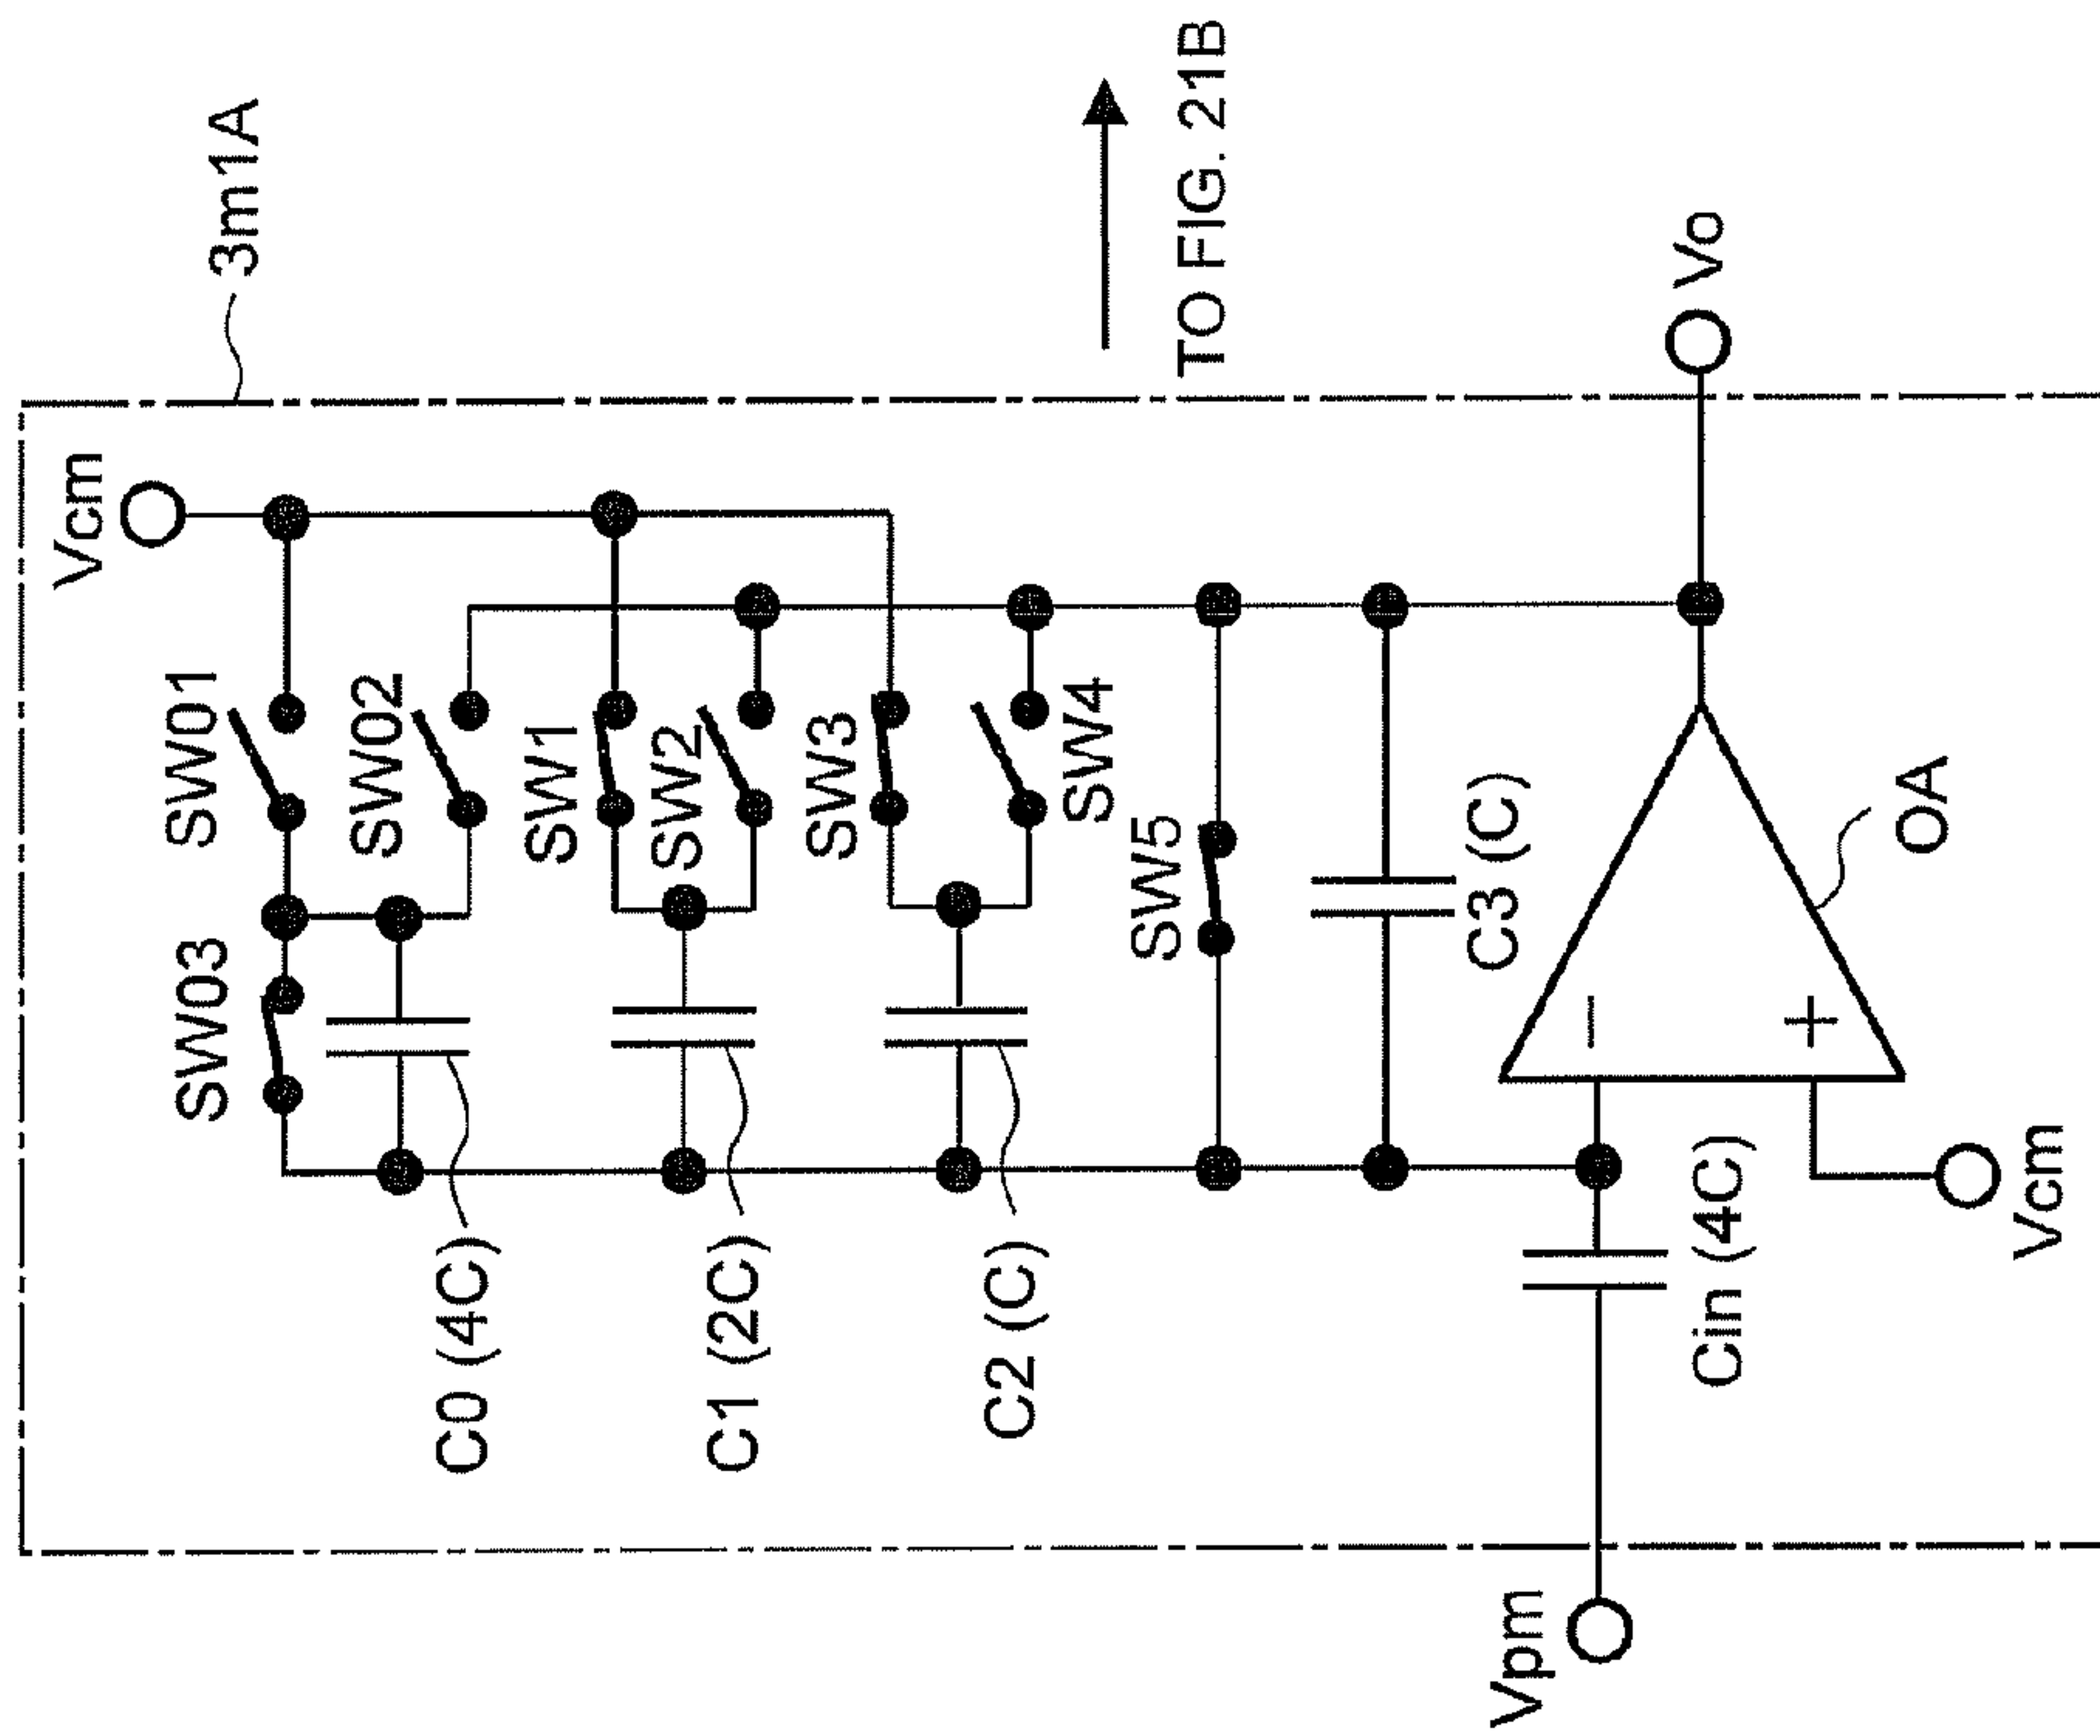 3m1A
Vcm
SW01
SW03
SW02
C0 (4C)
SW1
SW2
C1 (2C)
SW3
SW4
C2 (C)
SW5
C3 (C)
TO FIG. 21B
Vo
OA
−
+
Cin (4C)
Vpm
Vcm